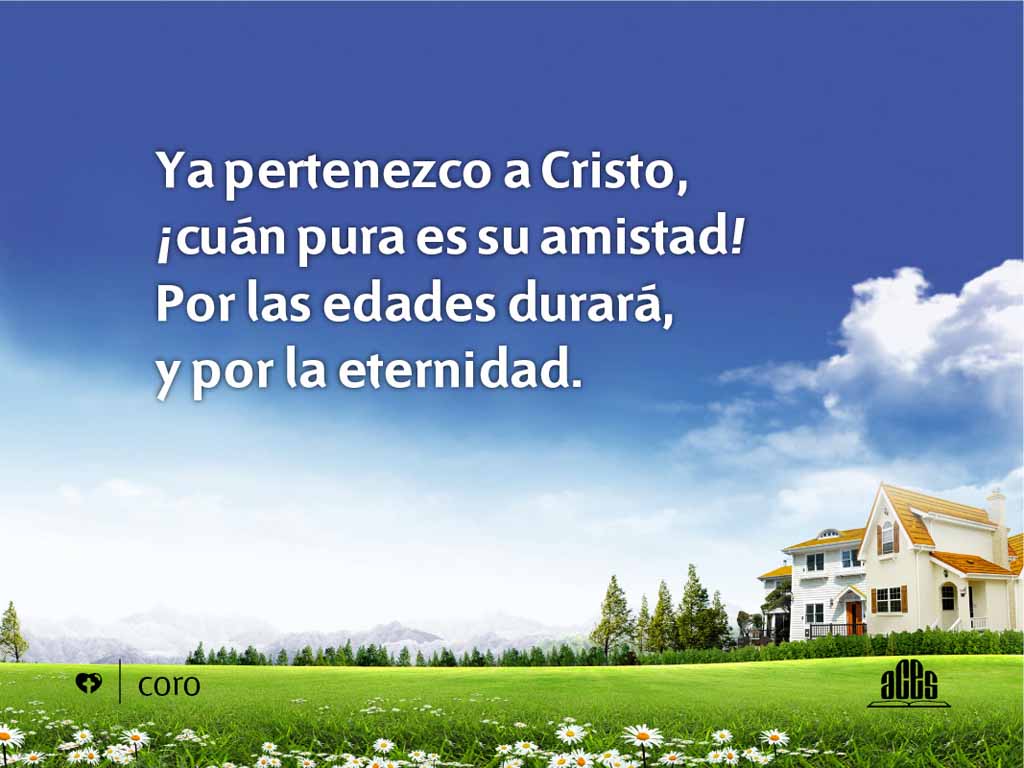 Ya pertenezco a Cristo,
¡cuán pura es su amistad!
Por las edades durará,
y por la eternidad.
coro
aces